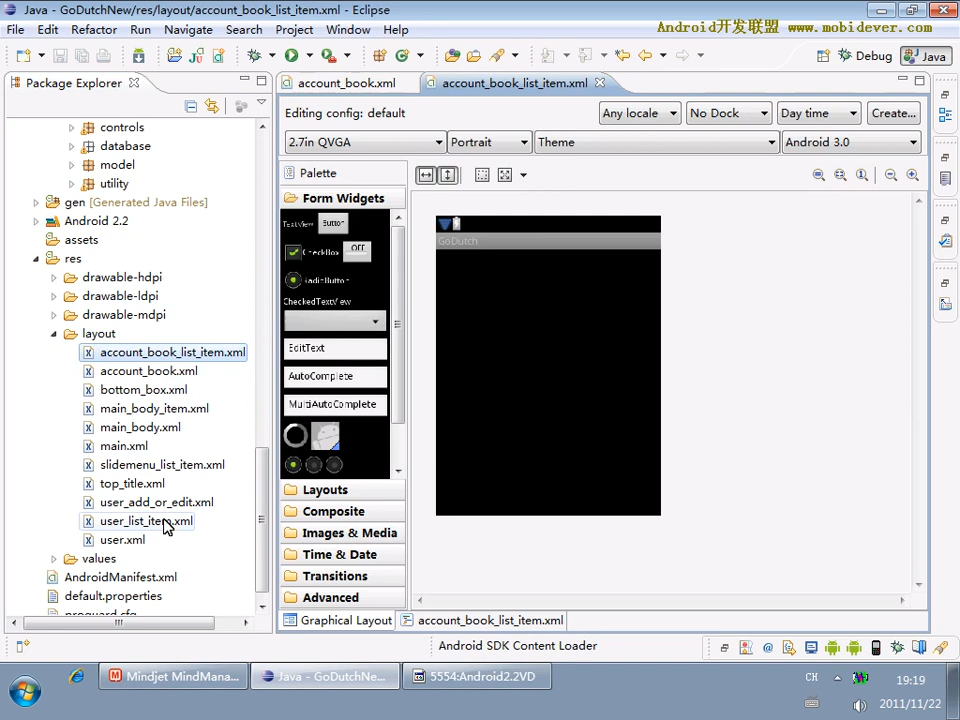 Java - GoDutchNew/res/layout/account_book_list_item.xml - Eclipse
File Edit Refactor Run Navigate Search Project Window Help
Android开发联盟 www.mobidever.com
Debug Java
Package Explorer
account_book.xml account_book_list_item.xml
controls
database
model
utility
gen [Generated Java Files]
Android 2.2
assets
res
drawable-hdpi
drawable-ldpi
drawable-mdpi
layout
account_book_list_item.xml
account_book.xml
bottom_box.xml
main_body_item.xml
main_body.xml
main.xml
slidemenu_list_item.xml
top_title.xml
user_add_or_edit.xml
user_list_item.xml
user.xml
values
AndroidManifest.xml
default.properties
proguard.cfg
Editing config: default Any locale No Dock Day time Create...
2.7in QVGA Portrait Theme Android 3.0
Palette
Form Widgets
TextView Button
CheckBox OFF
RadioButton
CheckedTextView
EditText
AutoComplete
MultiAutoComplete
Layouts
Composite
Images & Media
Time & Date
Transitions
Advanced
GoDutch
Graphical Layout account_book_list_item.xml
Android SDK Content Loader
Mindjet MindMana... Java - GoDutchNe... 5554:Android2.2VD
CH
19:19
2011/11/22